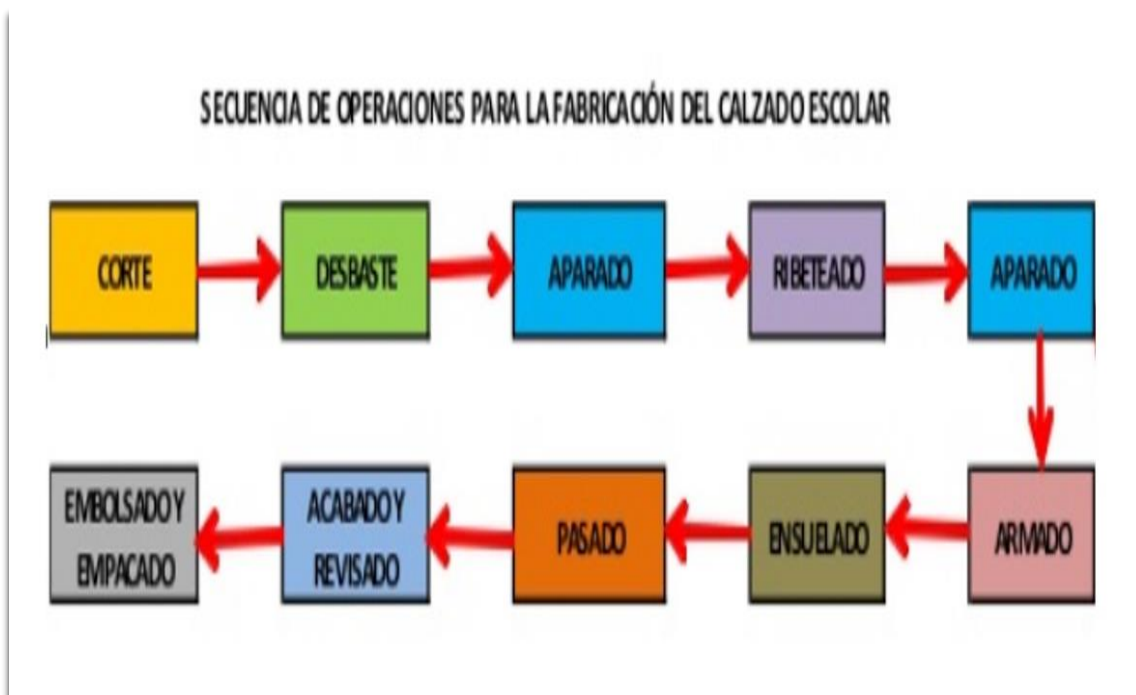 SECUENCIA DE OPERACIONES PARA LA FABRICACIÓN DEL CALZADO ESCOLAR
CORTE
DESBASTE
APARADO
RIBETEADO
APARADO
ARMADO
ENSUELADO
PASADO
ACABADO Y
REVISADO
EMBOLSADO Y
EMPACADO